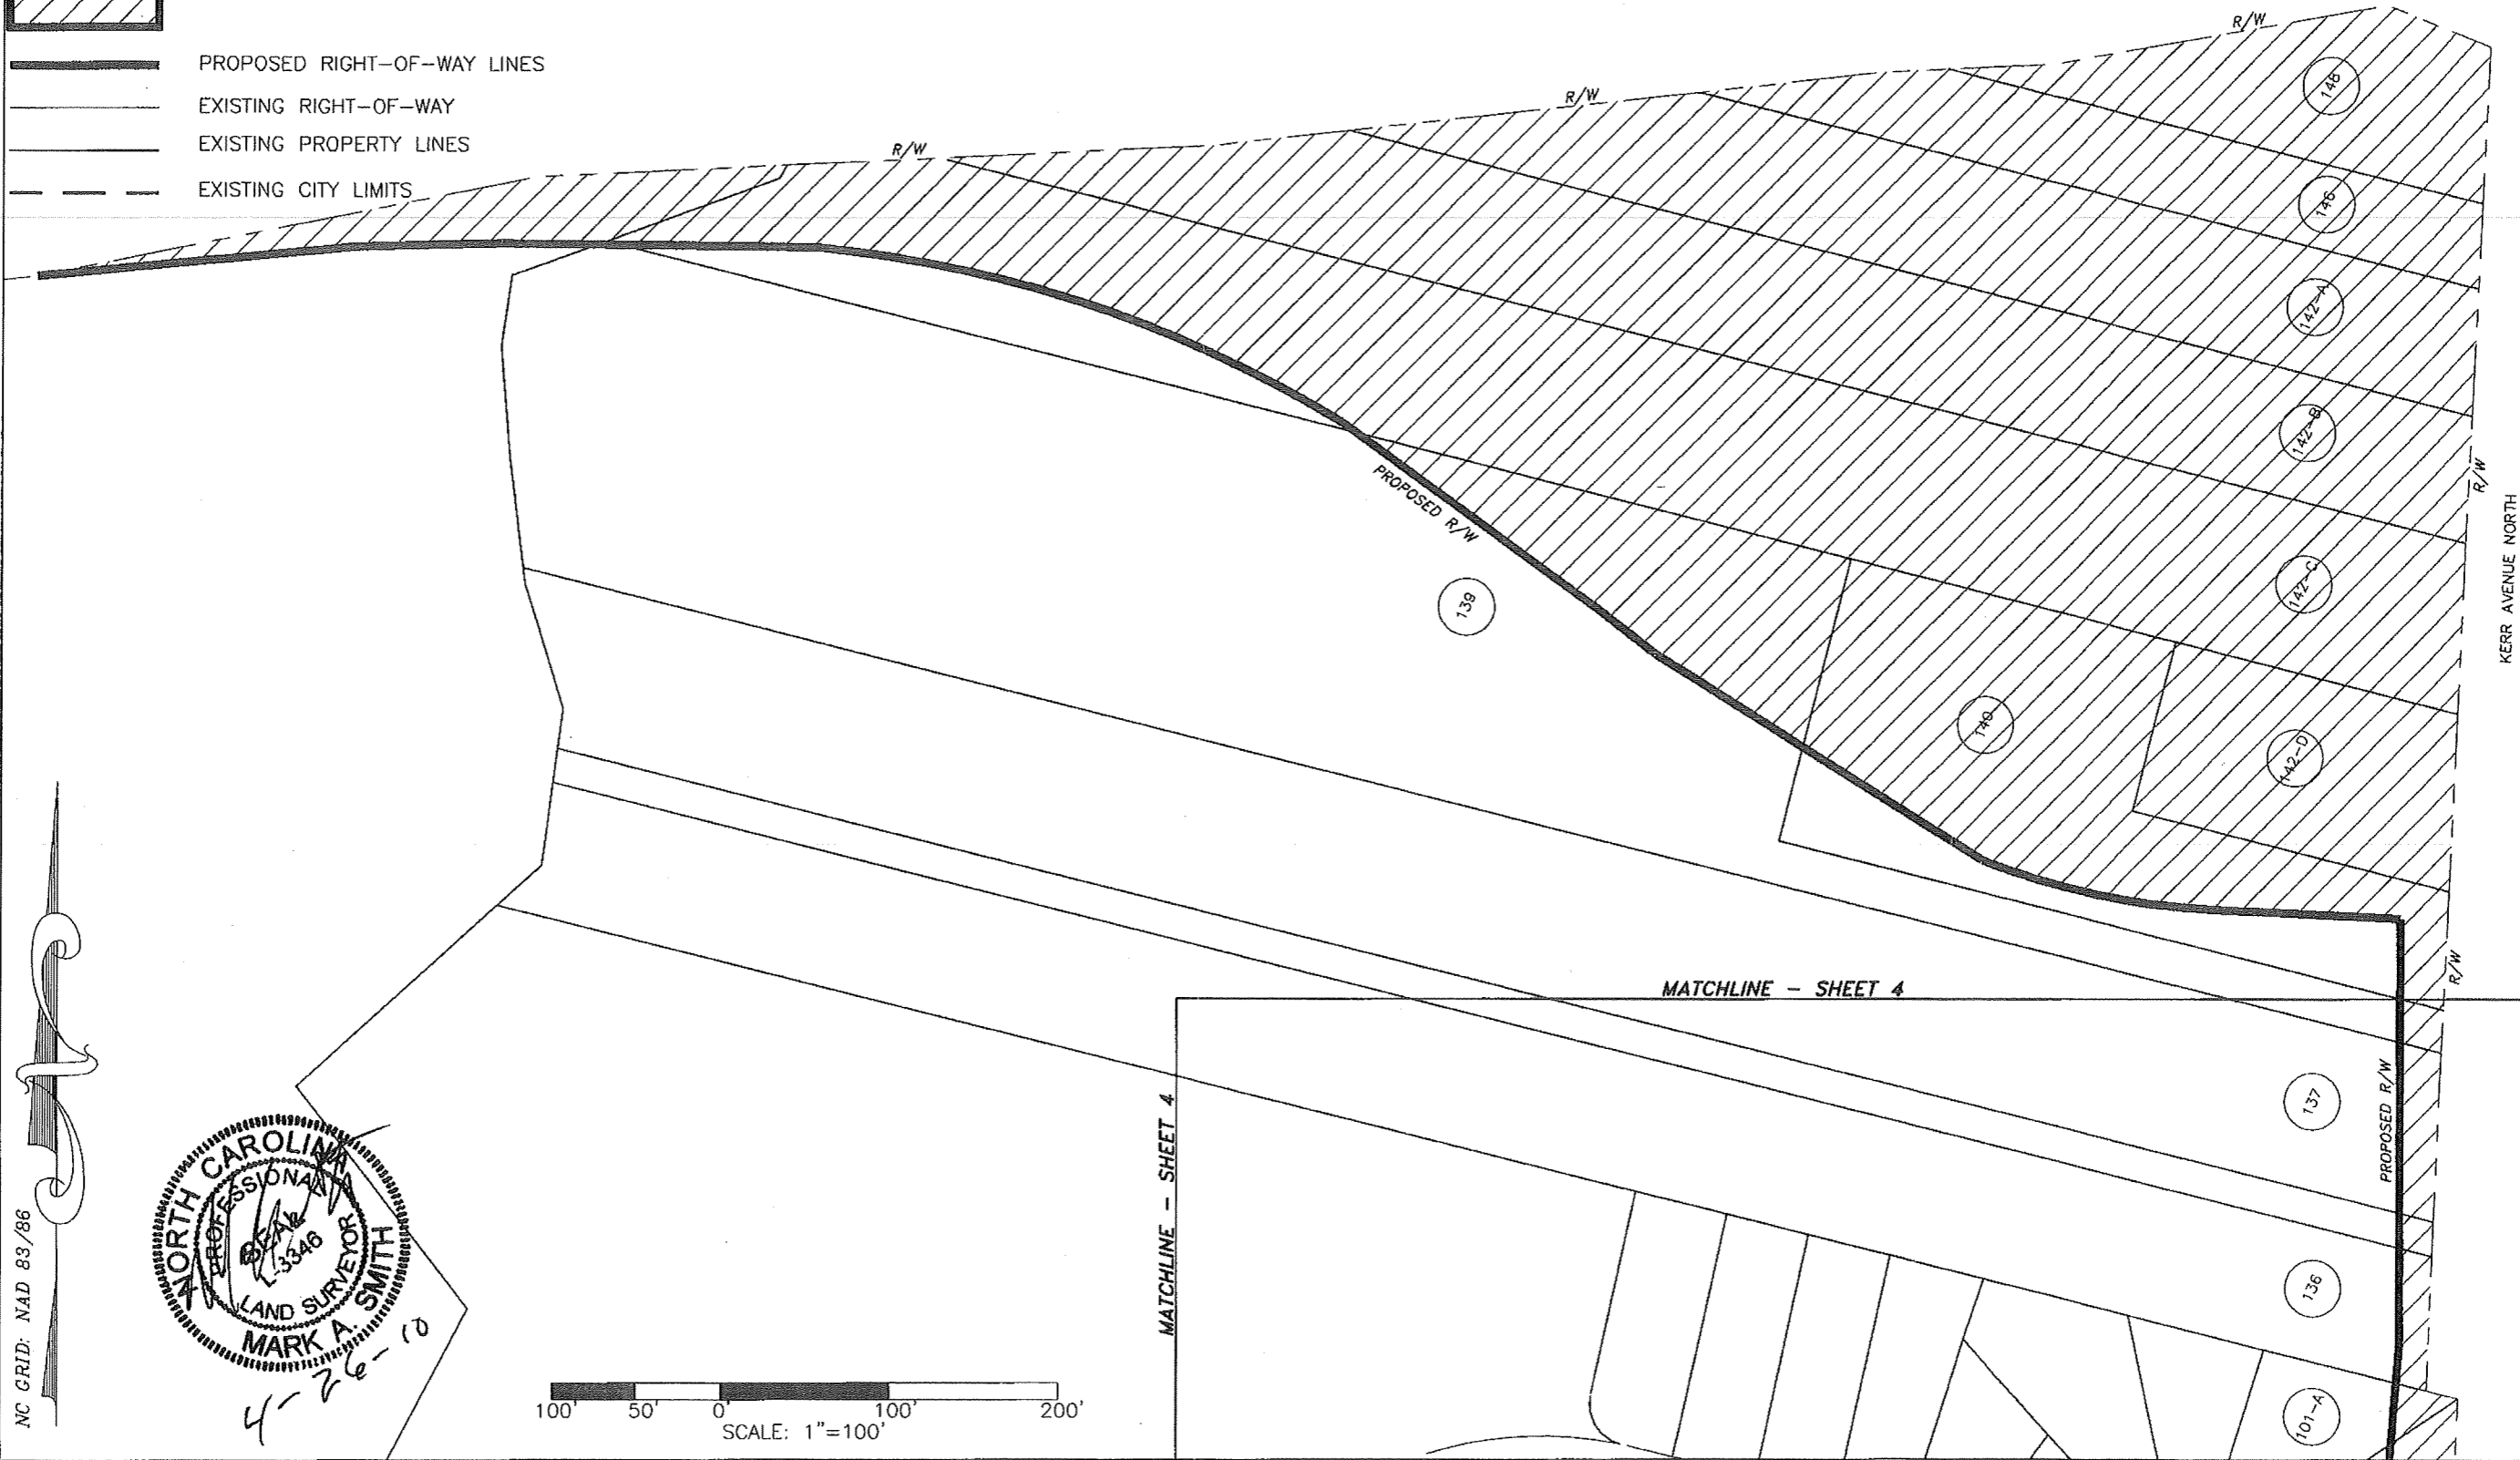 PROPOSED RIGHT-OF-WAY LINES
EXISTING RIGHT-OF-WAY
EXISTING PROPERTY LINES
EXISTING CITY LIMITS
R/W
R/W
R/W
148
146
142-A
142-B
R/W
KERR AVENUE NORTH
PROPOSED R/W
142-C
139
140
142-D
R/W
MATCHLINE - SHEET 4
MATCHLINE - SHEET 4
PROPOSED R/W
137
136
101-A
NC GRID: NAD 83/86
NORTH CAROLINA
PROFESSIONAL
SEAL
L-3346
LAND SURVEYOR
MARK A. SMITH
4-26-10
100' 50' 0' 100' 200'
SCALE: 1"=100'